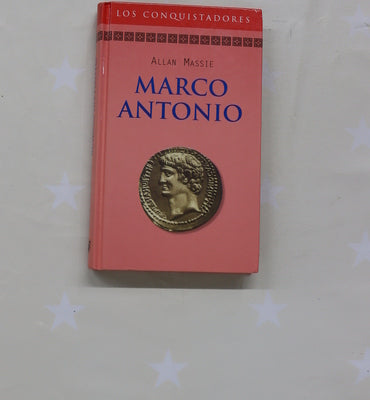 LOS CONQUISTADORES
ALLAN MASSIE
MARCO
ANTONIO